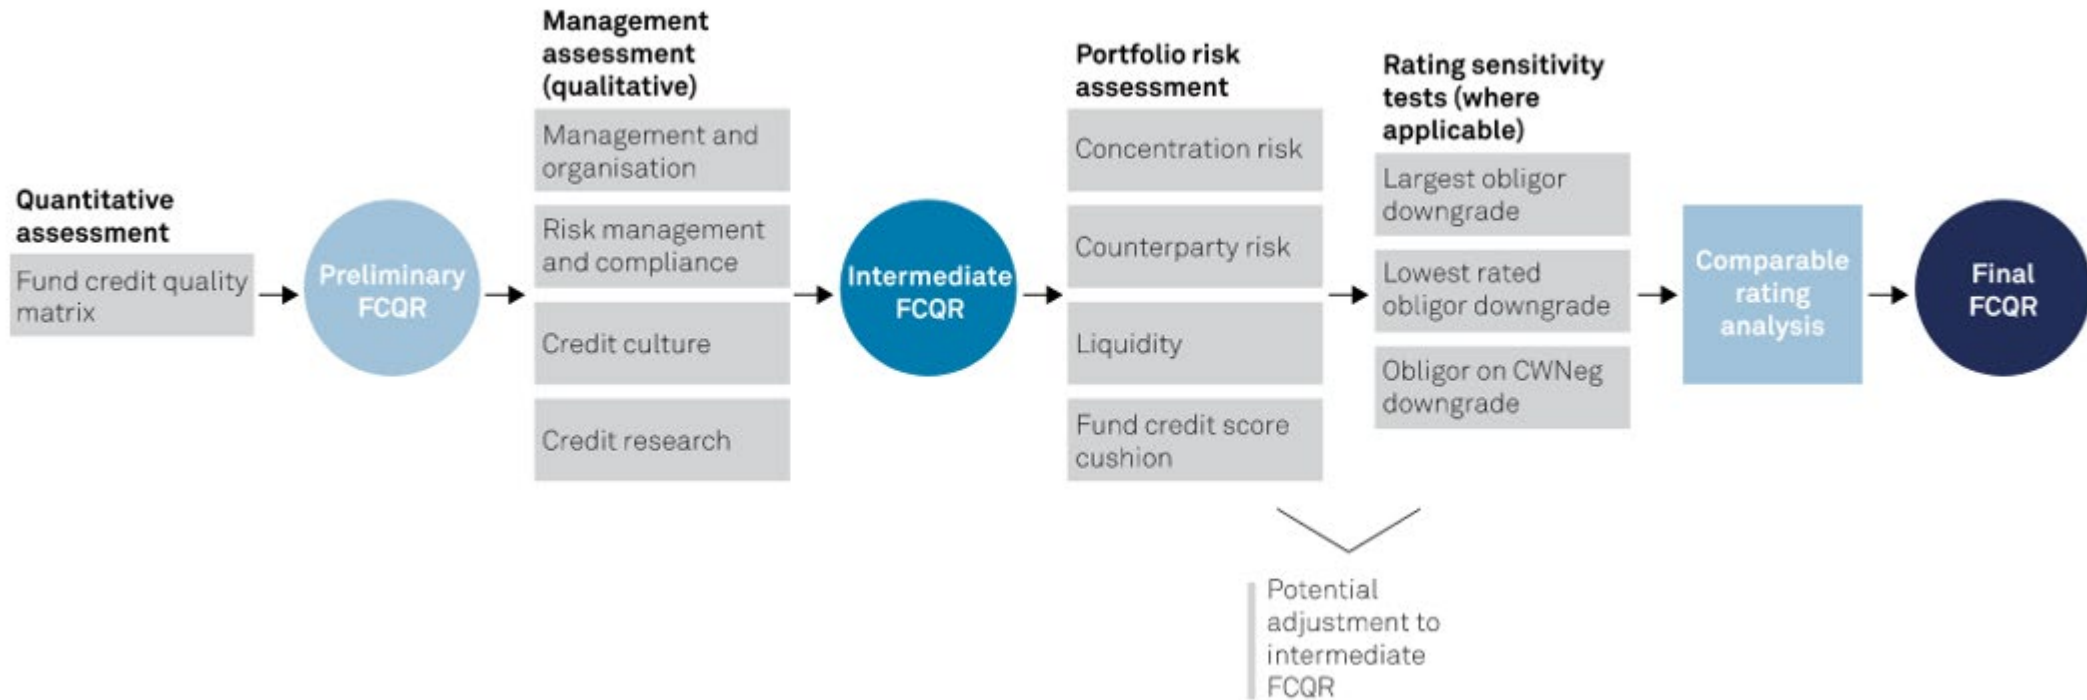 Quantitative
assessment
Fund credit quality
matrix
Preliminary
FCQR
Management
assessment
(qualitative)
Management and
organisation
Risk management
and compliance
Credit culture
Credit research
Intermediate
FCQR
Portfolio risk
assessment
Concentration risk
Counterparty risk
Liquidity
Fund credit score
cushion
Rating sensitivity
tests (where
applicable)
Largest obligor
downgrade
Lowest rated
obligor downgrade
Obligor on CWNeg
downgrade
Potential
adjustment to
intermediate
FCQR
Comparable
rating
analysis
Final
FCQR